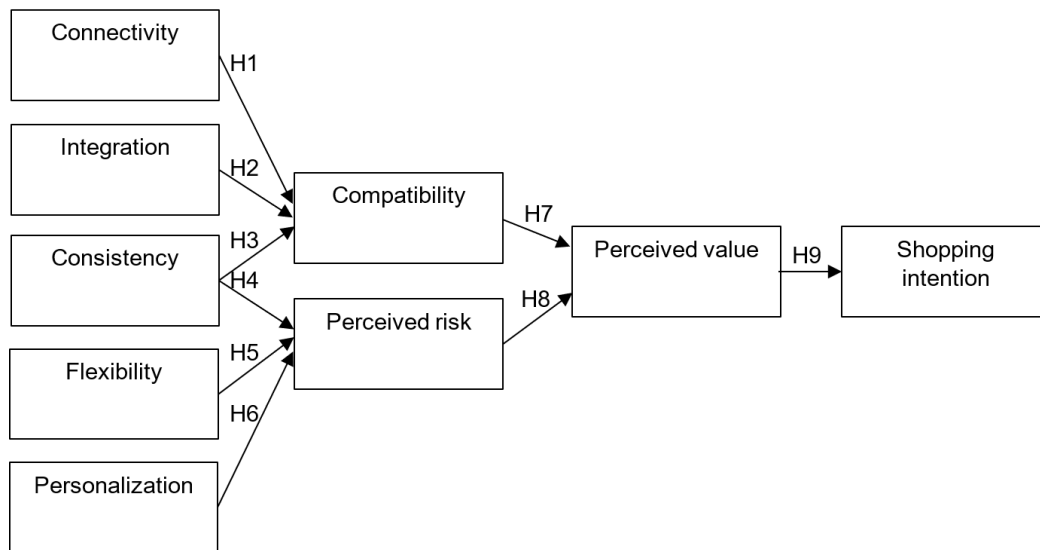 Connectivity
H1
Integration
H2
Compatibility
H7
Consistency
H3
H4
Perceived value
H9
Shopping
intention
Perceived risk
H8
Flexibility
H5
H6
Personalization